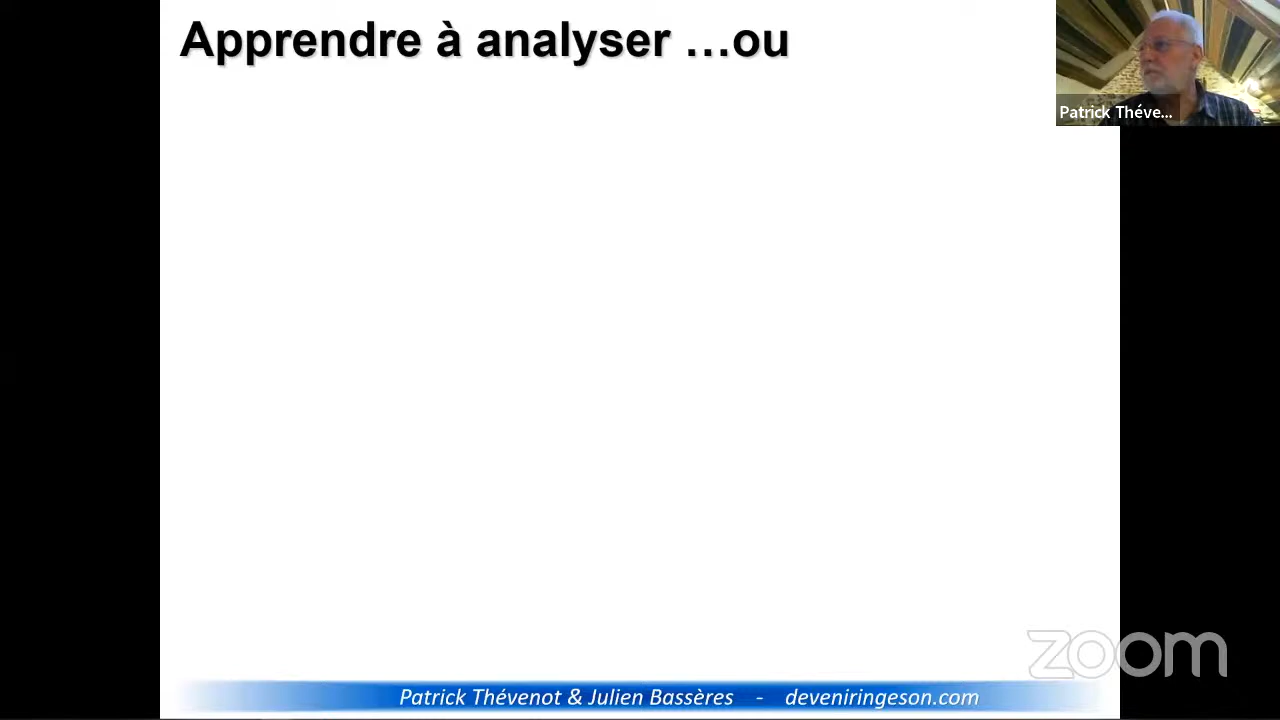 Apprendre à analyser …ou
Patrick Théve...
zoom
Patrick Thévenot & Julien Bassères - deveniringeson.com